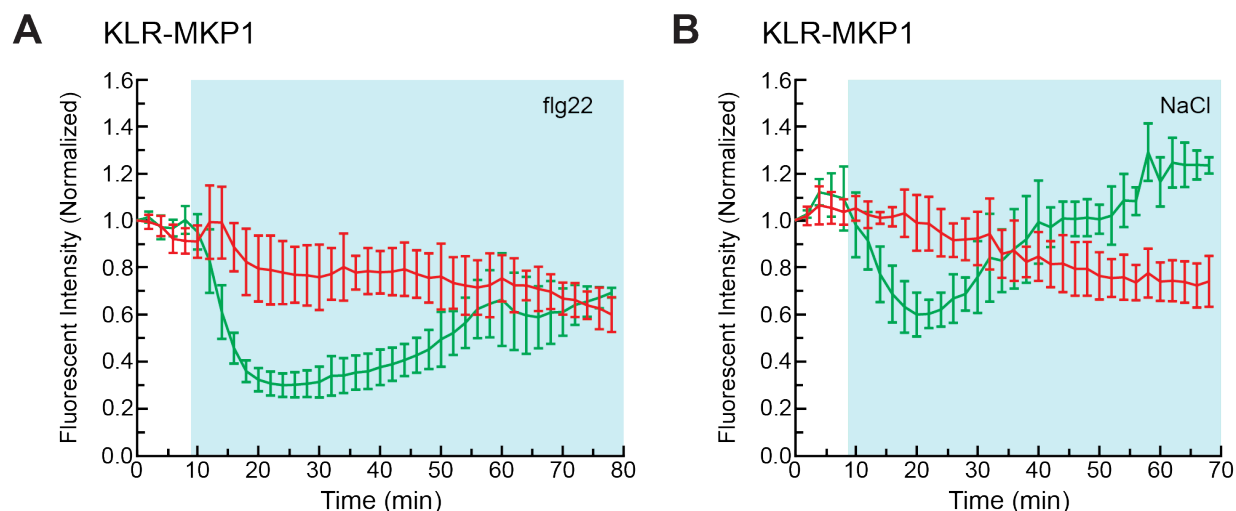 A KLR-MKP1
1.6
1.4
1.2
1.0
0.8
0.6
0.4
0.2
0.0
Fluorescent Intensity (Normalized)
flg22
0 10 20 30 40 50 60 70 80
Time (min)
B KLR-MKP1
1.6
1.4
1.2
1.0
0.8
0.6
0.4
0.2
0.0
Fluorescent Intensity (Normalized)
NaCl
0 10 20 30 40 50 60 70
Time (min)